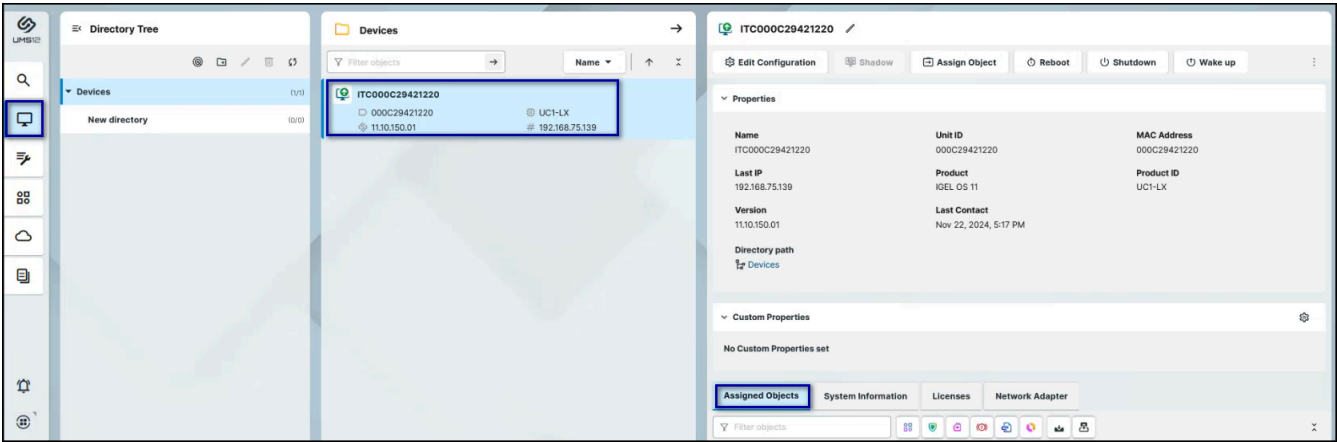 UMS12
Directory Tree
Devices (1/1)
New directory (0/0)
Devices
Filter objects
Name
ITC000C29421220
000C29421220 UC1-LX
11.10.150.01 # 192.168.75.139
ITC000C29421220
Edit Configuration Shadow Assign Object Reboot Shutdown Wake up
Properties
Name Unit ID MAC Address
ITC000C29421220 000C29421220 000C29421220
Last IP Product Product ID
192.168.75.139 IGEL OS 11 UC1-LX
Version Last Contact
11.10.150.01 Nov 22, 2024, 5:17 PM
Directory path
Devices
Custom Properties
No Custom Properties set
Assigned Objects System Information Licenses Network Adapter
Filter objects